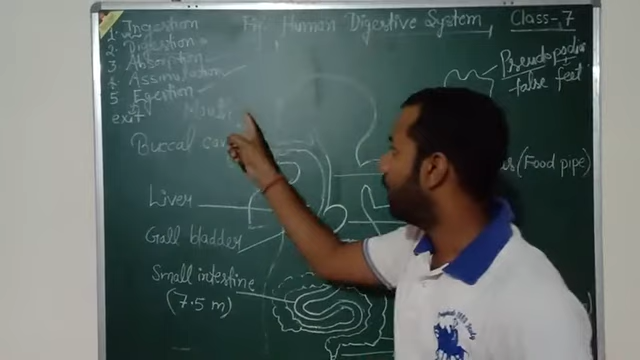 1. Ingestion
2. Digestion
3 Absorption
4 Assimilation
5 Egestion
exit
Fig:- Human Digestive System
Class-7
Pseudopodia
false feet
Mouth
Buccal
(Food pipe)
Liver
Gall bladder
Small intestine
(7.5 m)